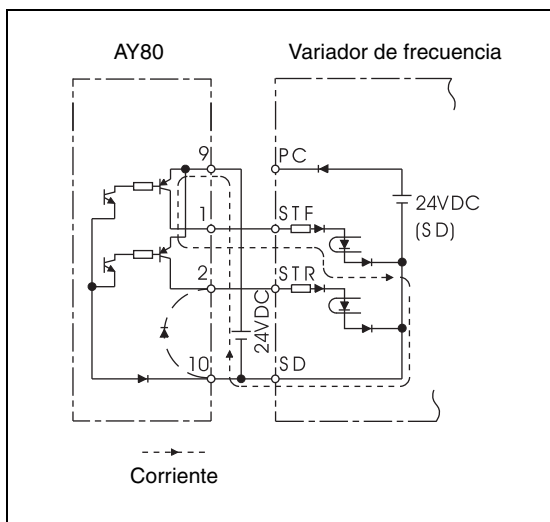 AY80
Variador de frecuencia
9
PC
24VDC
(SD)
1
STF
2
STR
24VDC
10
SD
Corriente